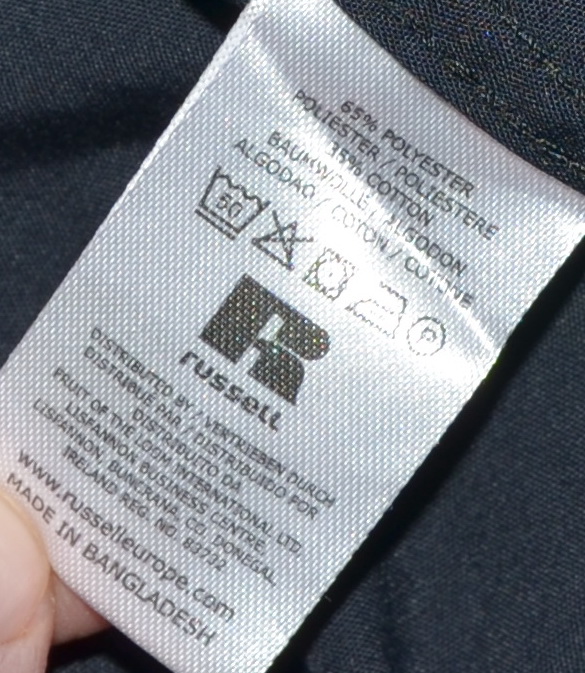 65% POLYESTER
POLIESTER / POLIESTERE
35% COTTON
BAUMWOLLE / ALGODON
ALGODAO / COTON / COTONE
60
P
R
russell
DISTRIBUTED BY / VERTRIEBEN DURCH
DISTRIBUE PAR / DISTRIBUIDO POR
DISTRIBUITO DA
FRUIT OF THE LOOM INTERNATIONAL LTD
LISFANNON BUSINESS CENTRE,
LISFANNON, BUNCRANA, CO. DONEGAL
IRELAND REG. NO. 63732
www.russelleurope.com
MADE IN BANGLADESH